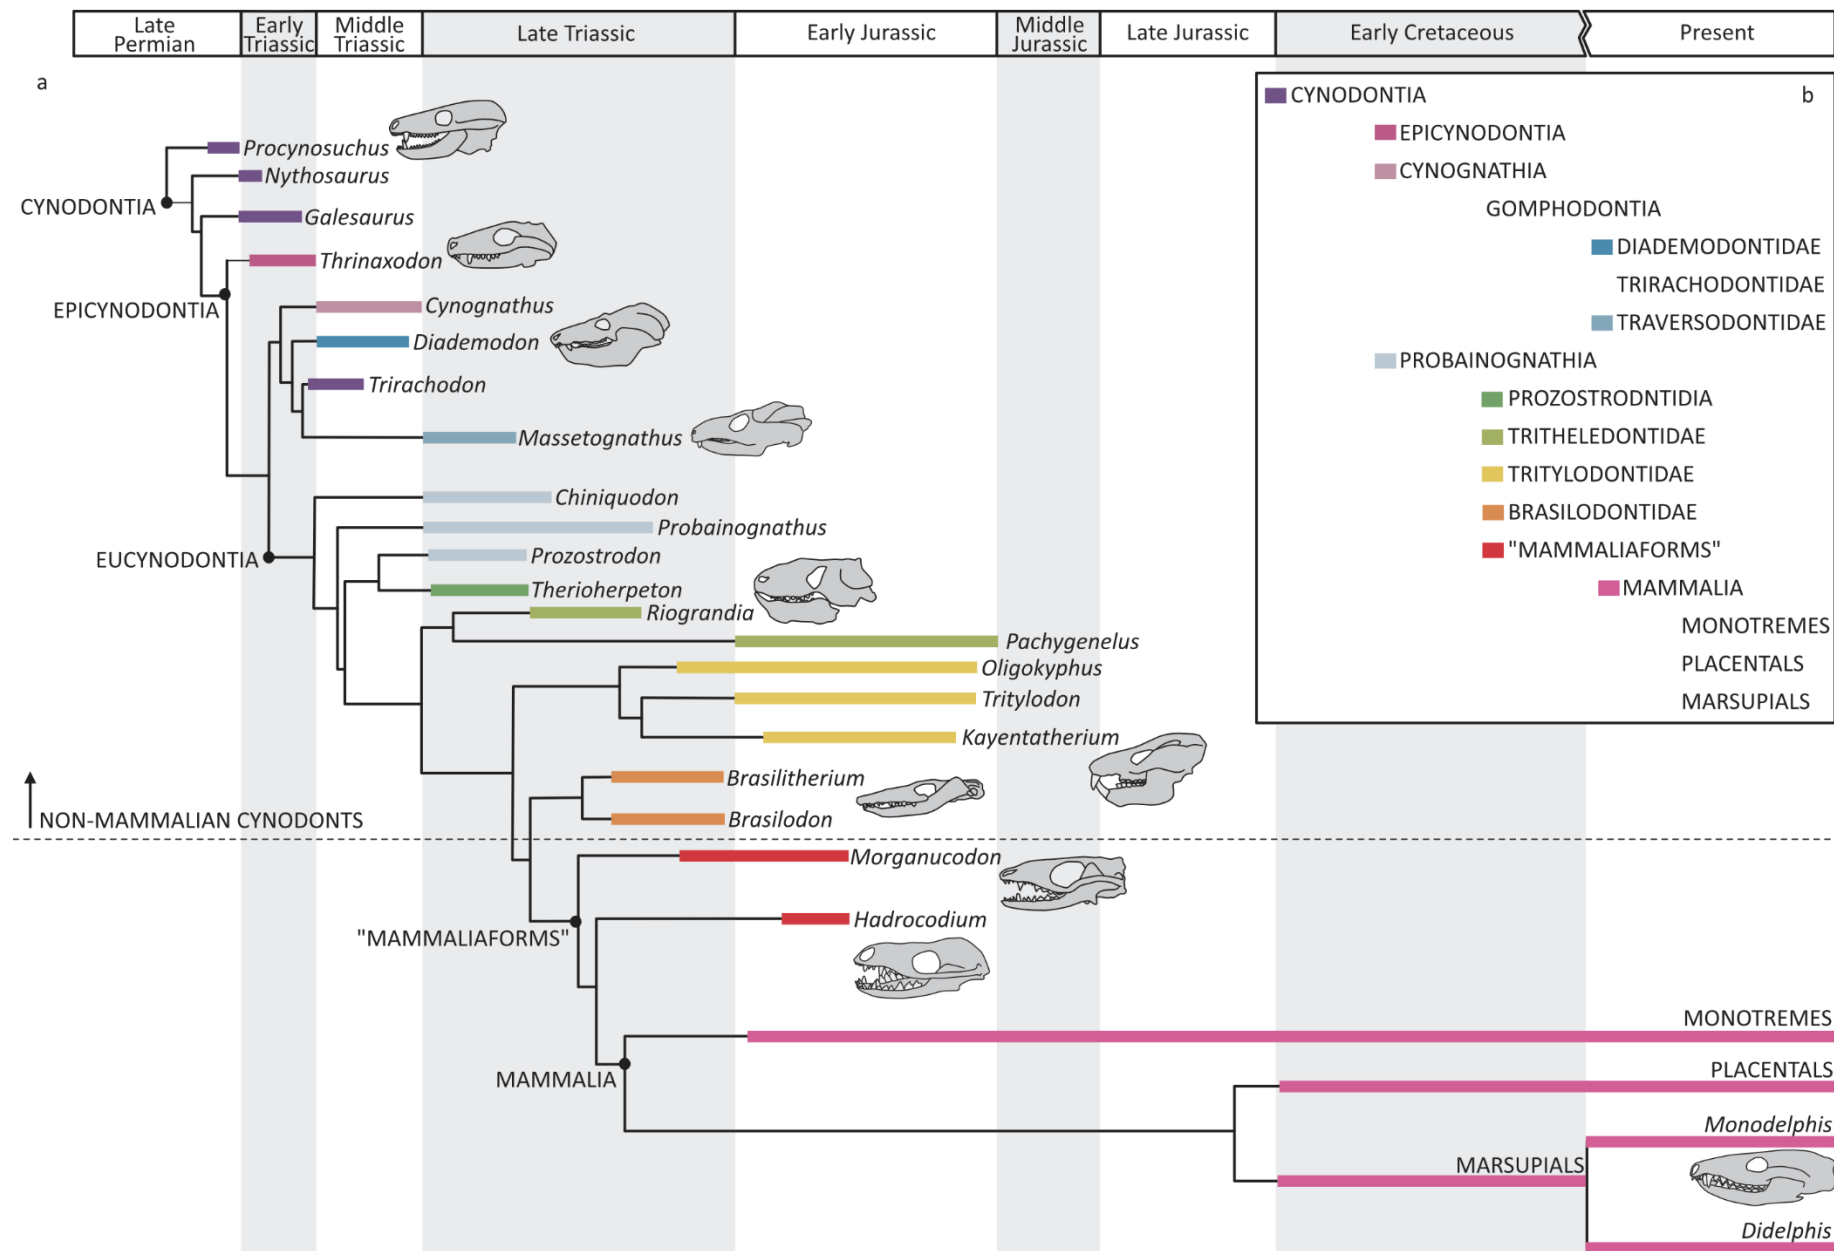 Late
Permian
Early
Triassic
Middle
Triassic
Late Triassic
Early Jurassic
Middle
Jurassic
Late Jurassic
Early Cretaceous
Present
a
Procynosuchus
Nythosaurus
CYNODONTIA
Galesaurus
Thrinaxodon
EPICYNODONTIA
Cynognathus
Diademodon
Trirachodon
Massetognathus
Chiniquodon
Probainognathus
EUCYNODONTIA
Prozostrodon
Therioherpeton
Riograndia
Pachygenelus
Oligokyphus
Tritylodon
Kayentatherium
Brasilitherium
NON-MAMMALIAN CYNODONTS
Brasilodon
Morganucodon
Hadrocodium
"MAMMALIAFORMS"
MONOTREMES
MAMMALIA
PLACENTALS
Monodelphis
MARSUPIALS
Didelphis
b
CYNODONTIA
EPICYNODONTIA
CYNOGNATHIA
GOMPHODONTIA
DIADEMODONTIDAE
TRIRACHODONTIDAE
TRAVERSODONTIDAE
PROBAINOGNATHIA
PROZOSTRODNTIDIA
TRITHELEDONTIDAE
TRITYLODONTIDAE
BRASILODONTIDAE
"MAMMALIAFORMS"
MAMMALIA
MONOTREMES
PLACENTALS
MARSUPIALS